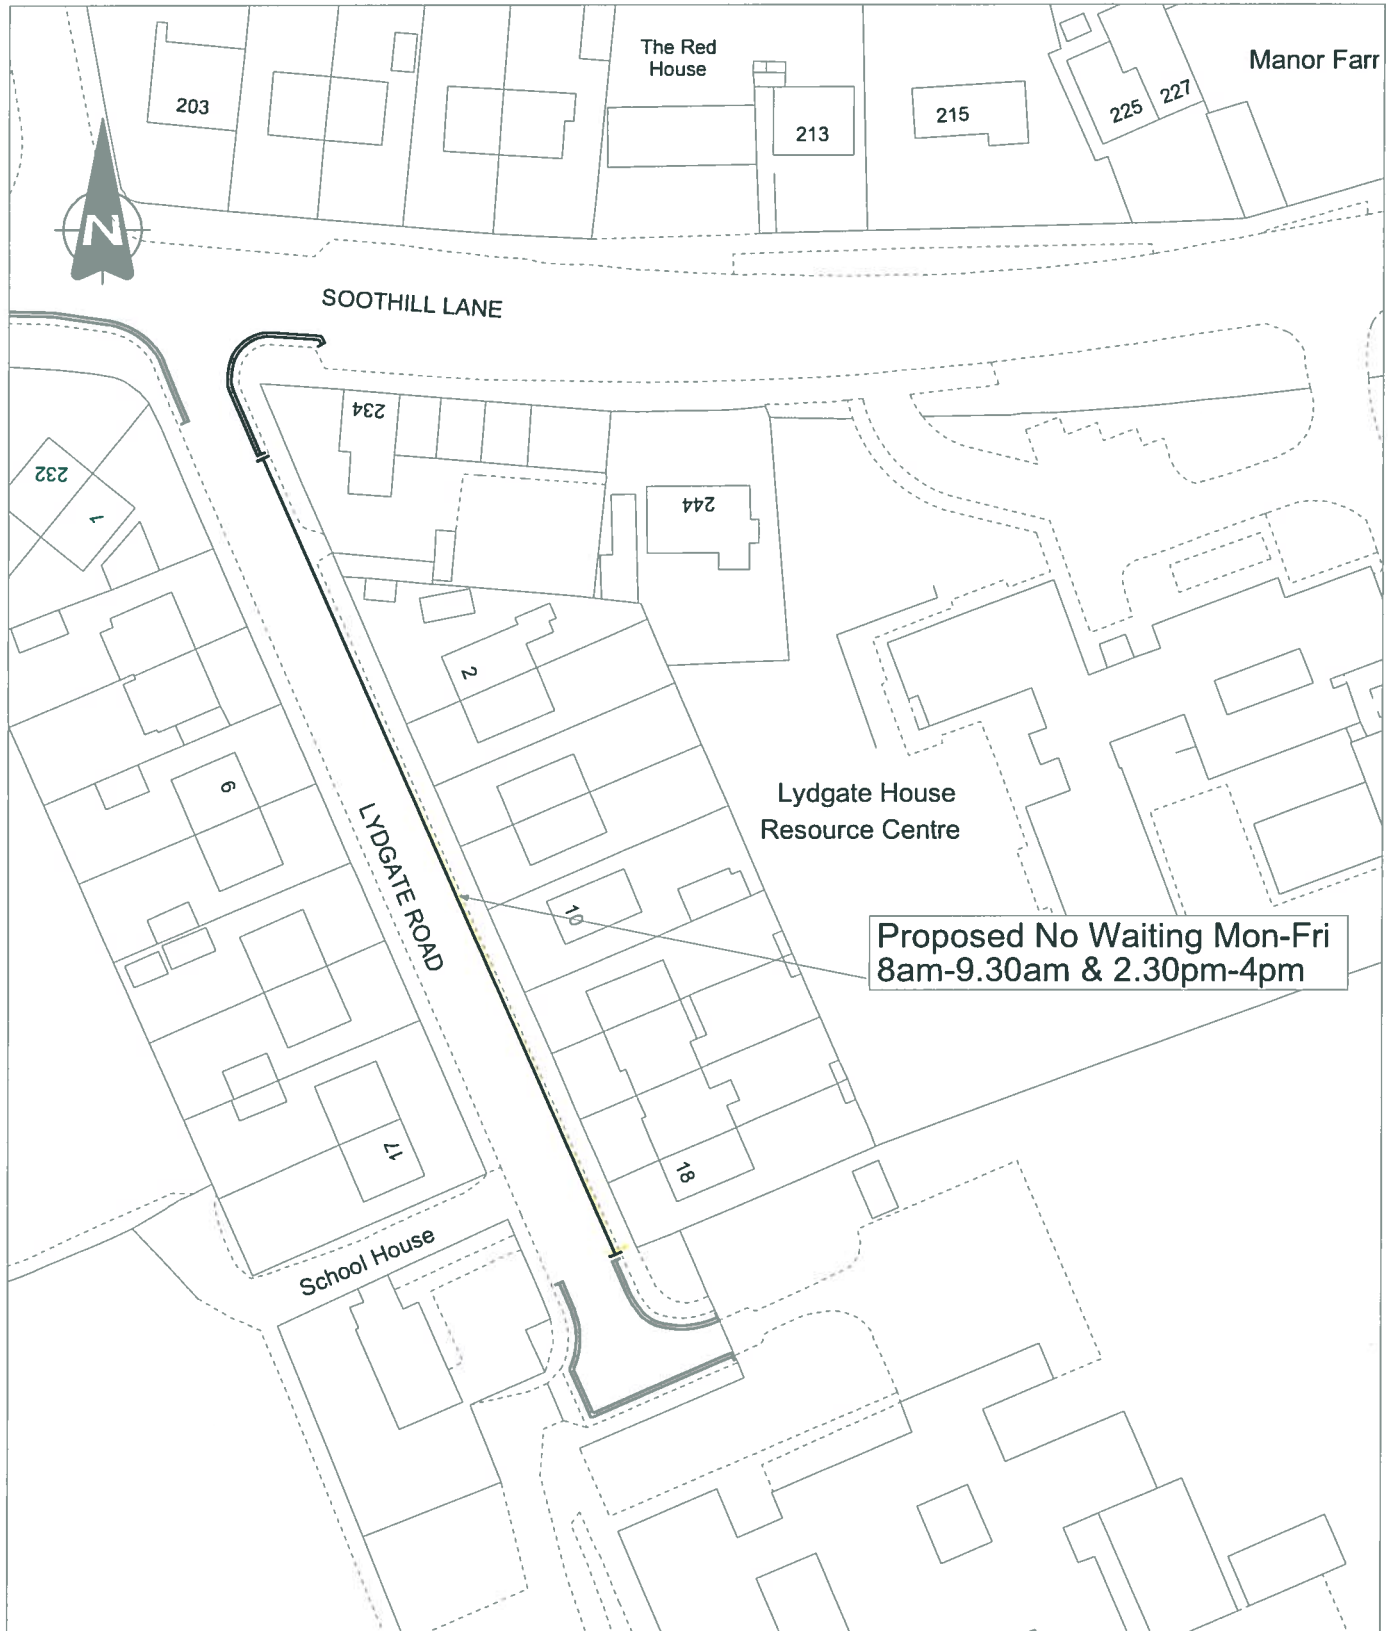 The Red
House
Manor Farr
203
213
215
225
227
N
SOOTHILL LANE
234
232
1
244
2
6
Lydgate House
Resource Centre
LYDGATE ROAD
10
Proposed No Waiting Mon-Fri
8am-9.30am & 2.30pm-4pm
17
18
School House